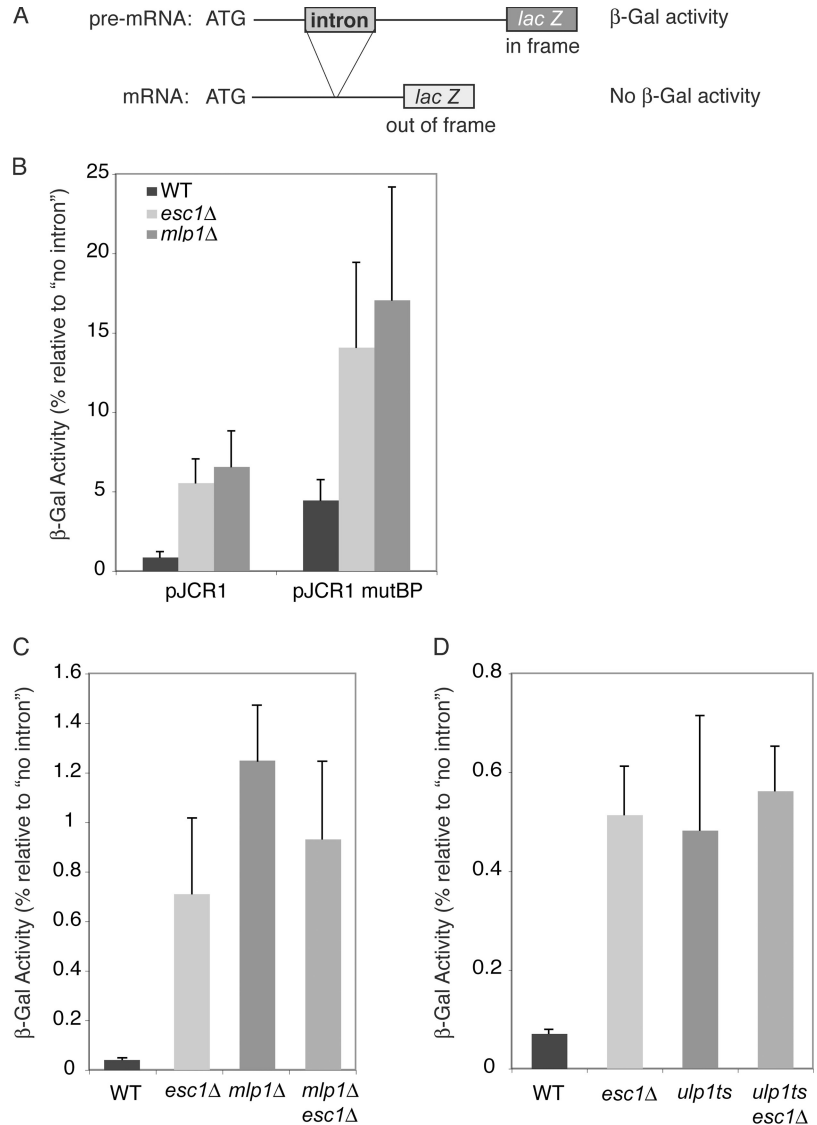 A
pre-mRNA: ATG intron lac Z β-Gal activity
in frame
mRNA: ATG lac Z No β-Gal activity
out of frame
B
β-Gal Activity (% relative to “no intron”)
25
20
15
10
5
0
WT
esc1Δ
mlp1Δ
pJCR1 pJCR1 mutBP
C
β-Gal Activity (% relative to “no intron”)
1.6
1.4
1.2
1
0.8
0.6
0.4
0.2
0
WT esc1Δ mlp1Δ mlp1Δ
esc1Δ
D
β-Gal Activity (% relative to “no intron”)
0.8
0.6
0.4
0.2
0
WT esc1Δ ulp1ts ulp1ts
esc1Δ